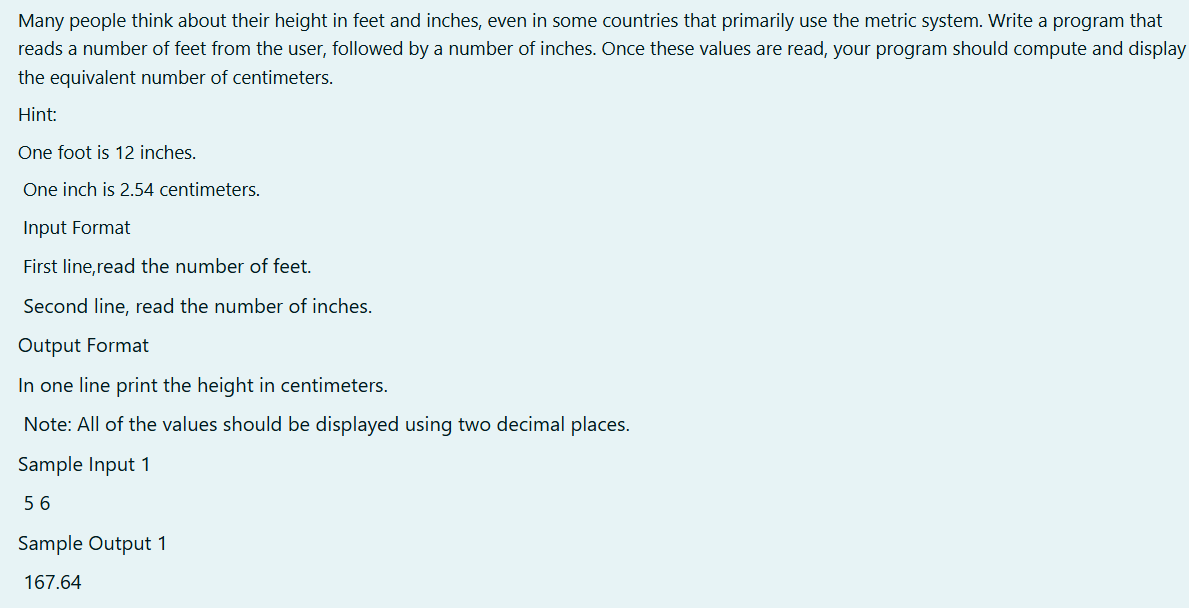 Many people think about their height in feet and inches, even in some countries that primarily use the metric system. Write a program that
reads a number of feet from the user, followed by a number of inches. Once these values are read, your program should compute and display
the equivalent number of centimeters.
Hint:
One foot is 12 inches.
One inch is 2.54 centimeters.
Input Format
First line,read the number of feet.
Second line, read the number of inches.
Output Format
In one line print the height in centimeters.
Note: All of the values should be displayed using two decimal places.
Sample Input 1
5 6
Sample Output 1
167.64